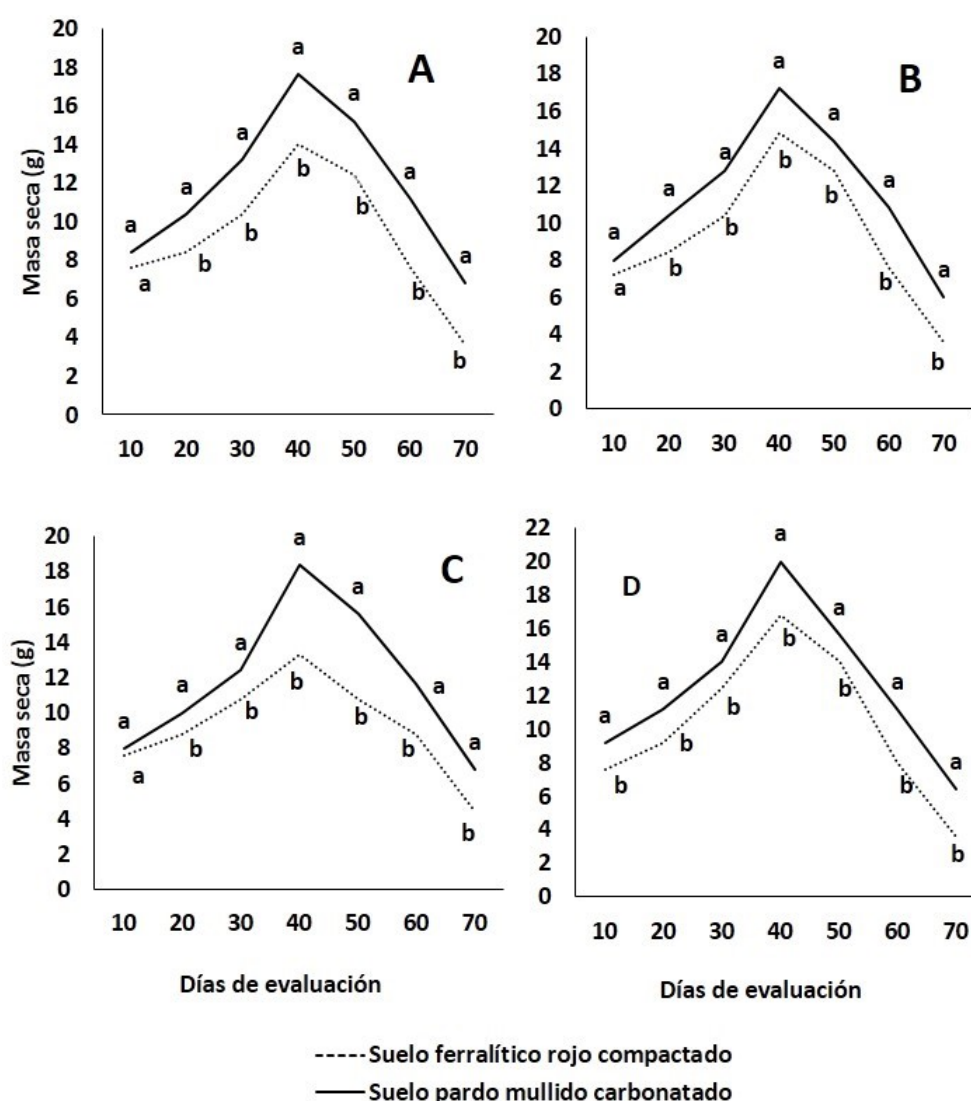 A
Masa seca (g)
20
18
16
14
12
10
8
6
4
2
0
a
a
a
a
a
a
a
a
b
b
b
b
b
b
10 20 30 40 50 60 70
B
20
18
16
14
12
10
8
6
4
2
0
a
a
a
a
a
a
a
a
b
b
b
b
b
b
10 20 30 40 50 60 70
C
Masa seca (g)
20
18
16
14
12
10
8
6
4
2
0
a
a
a
a
a
a
a
a
b
b
b
b
b
b
10 20 30 40 50 60 70
Días de evaluación
D
22
20
18
16
14
12
10
8
6
4
2
0
a
a
a
a
a
a
a
b
b
b
b
b
b
b
10 20 30 40 50 60 70
Días de evaluación
Suelo ferralítico rojo compactado
Suelo pardo mullido carbonatado